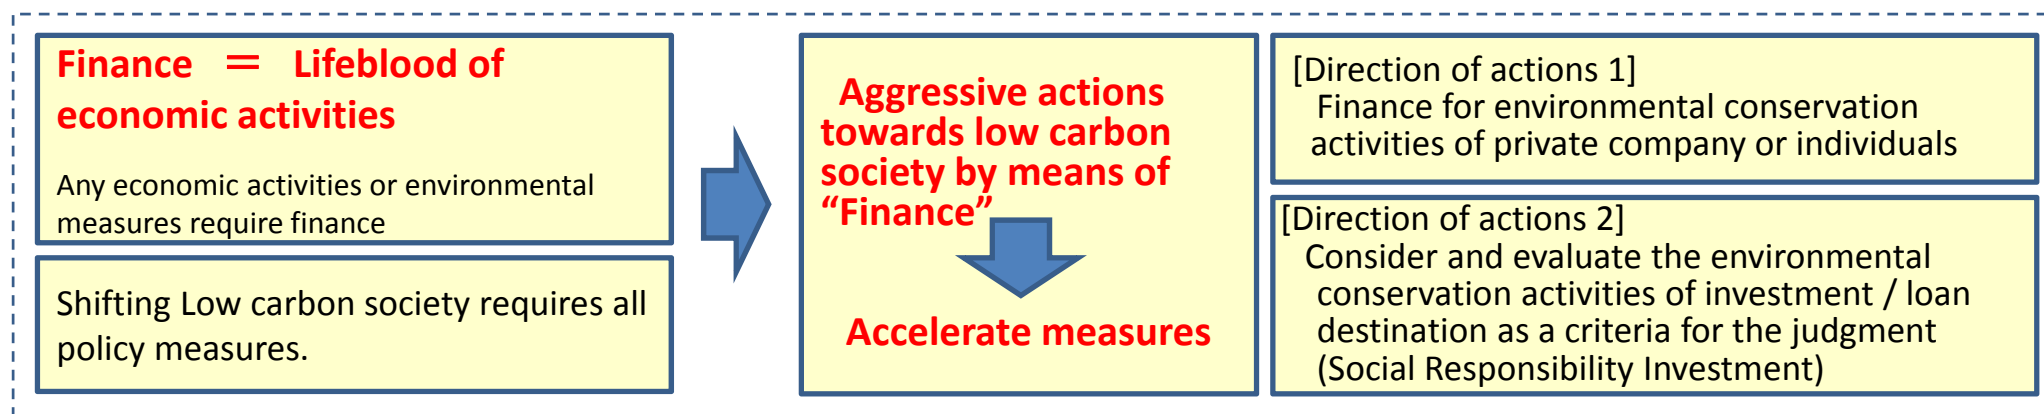 Finance ＝ Lifeblood of
economic activities
Any economic activities or environmental
measures require finance
Shifting Low carbon society requires all
policy measures.
Aggressive actions
towards low carbon
society by means of
“Finance”
Accelerate measures
[Direction of actions 1]
Finance for environmental conservation
activities of private company or individuals
[Direction of actions 2]
Consider and evaluate the environmental
conservation activities of investment / loan
destination as a criteria for the judgment
(Social Responsibility Investment)